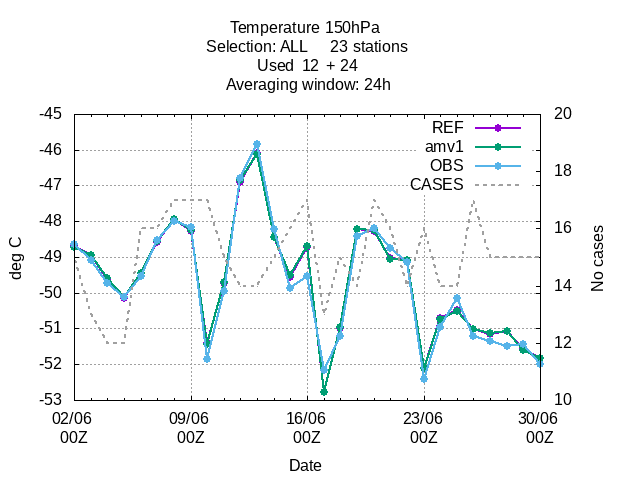 Temperature 150hPa
Selection: ALL 23 stations
Used 12 + 24
Averaging window: 24h
REF
amv1
OBS
CASES
-45
-46
-47
-48
-49
-50
-51
-52
-53
deg C
20
18
16
14
12
10
No cases
02/06 09/06 16/06 23/06 30/06
00Z 00Z 00Z 00Z 00Z
Date